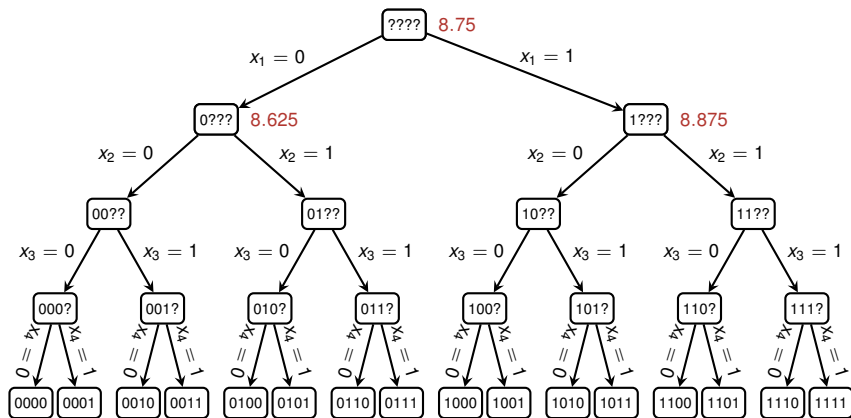 ???? 8.75
x₁ = 0 x₁ = 1
0??? 8.625 1??? 8.875
x₂ = 0 x₂ = 1 x₂ = 0 x₂ = 1
00?? 01?? 10?? 11??
x₃ = 0 x₃ = 1 x₃ = 0 x₃ = 1 x₃ = 0 x₃ = 1 x₃ = 0 x₃ = 1
000? 001? 010? 011? 100? 101? 110? 111?
x₄ = 0 x₄ = 1 x₄ = 0 x₄ = 1 x₄ = 0 x₄ = 1 x₄ = 0 x₄ = 1 x₄ = 0 x₄ = 1 x₄ = 0 x₄ = 1 x₄ = 0 x₄ = 1 x₄ = 0 x₄ = 1
0000 0001 0010 0011 0100 0101 0110 0111 1000 1001 1010 1011 1100 1101 1110 1111